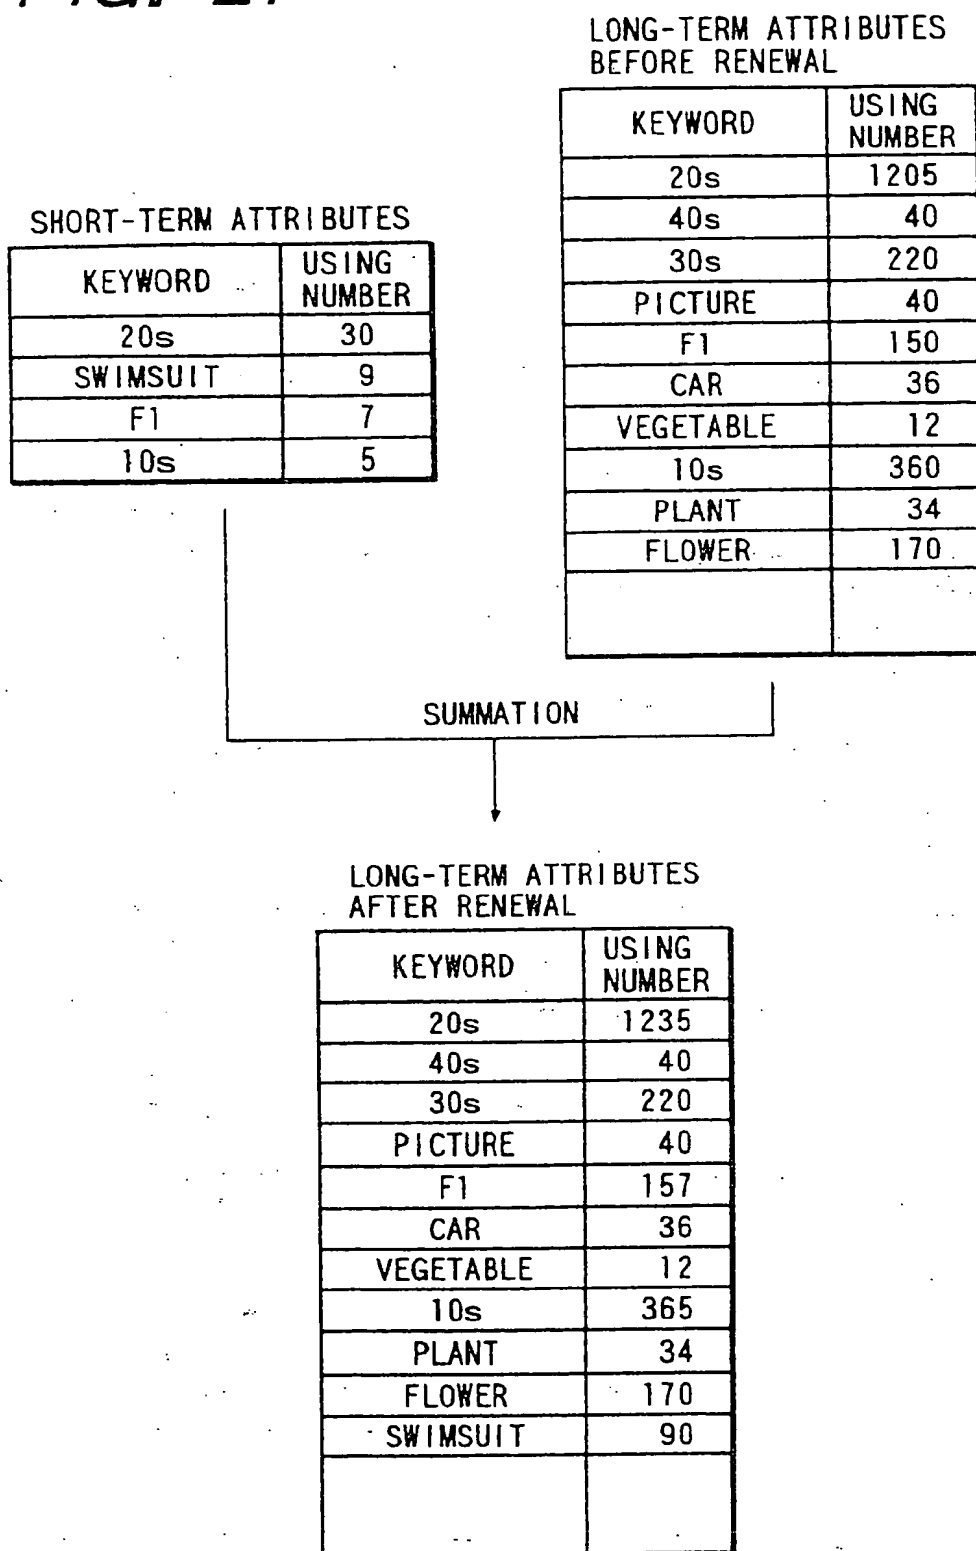 LONG-TERM ATTRIBUTES
BEFORE RENEWAL
KEYWORD USING NUMBER
20s 1205
40s 40
30s 220
PICTURE 40
F1 150
CAR 36
VEGETABLE 12
10s 360
PLANT 34
FLOWER 170
SHORT-TERM ATTRIBUTES
KEYWORD USING NUMBER
20s 30
SWIMSUIT 9
F1 7
10s 5
SUMMATION
LONG-TERM ATTRIBUTES
AFTER RENEWAL
KEYWORD USING NUMBER
20s 1235
40s 40
30s 220
PICTURE 40
F1 157
CAR 36
VEGETABLE 12
10s 365
PLANT 34
FLOWER 170
SWIMSUIT 90